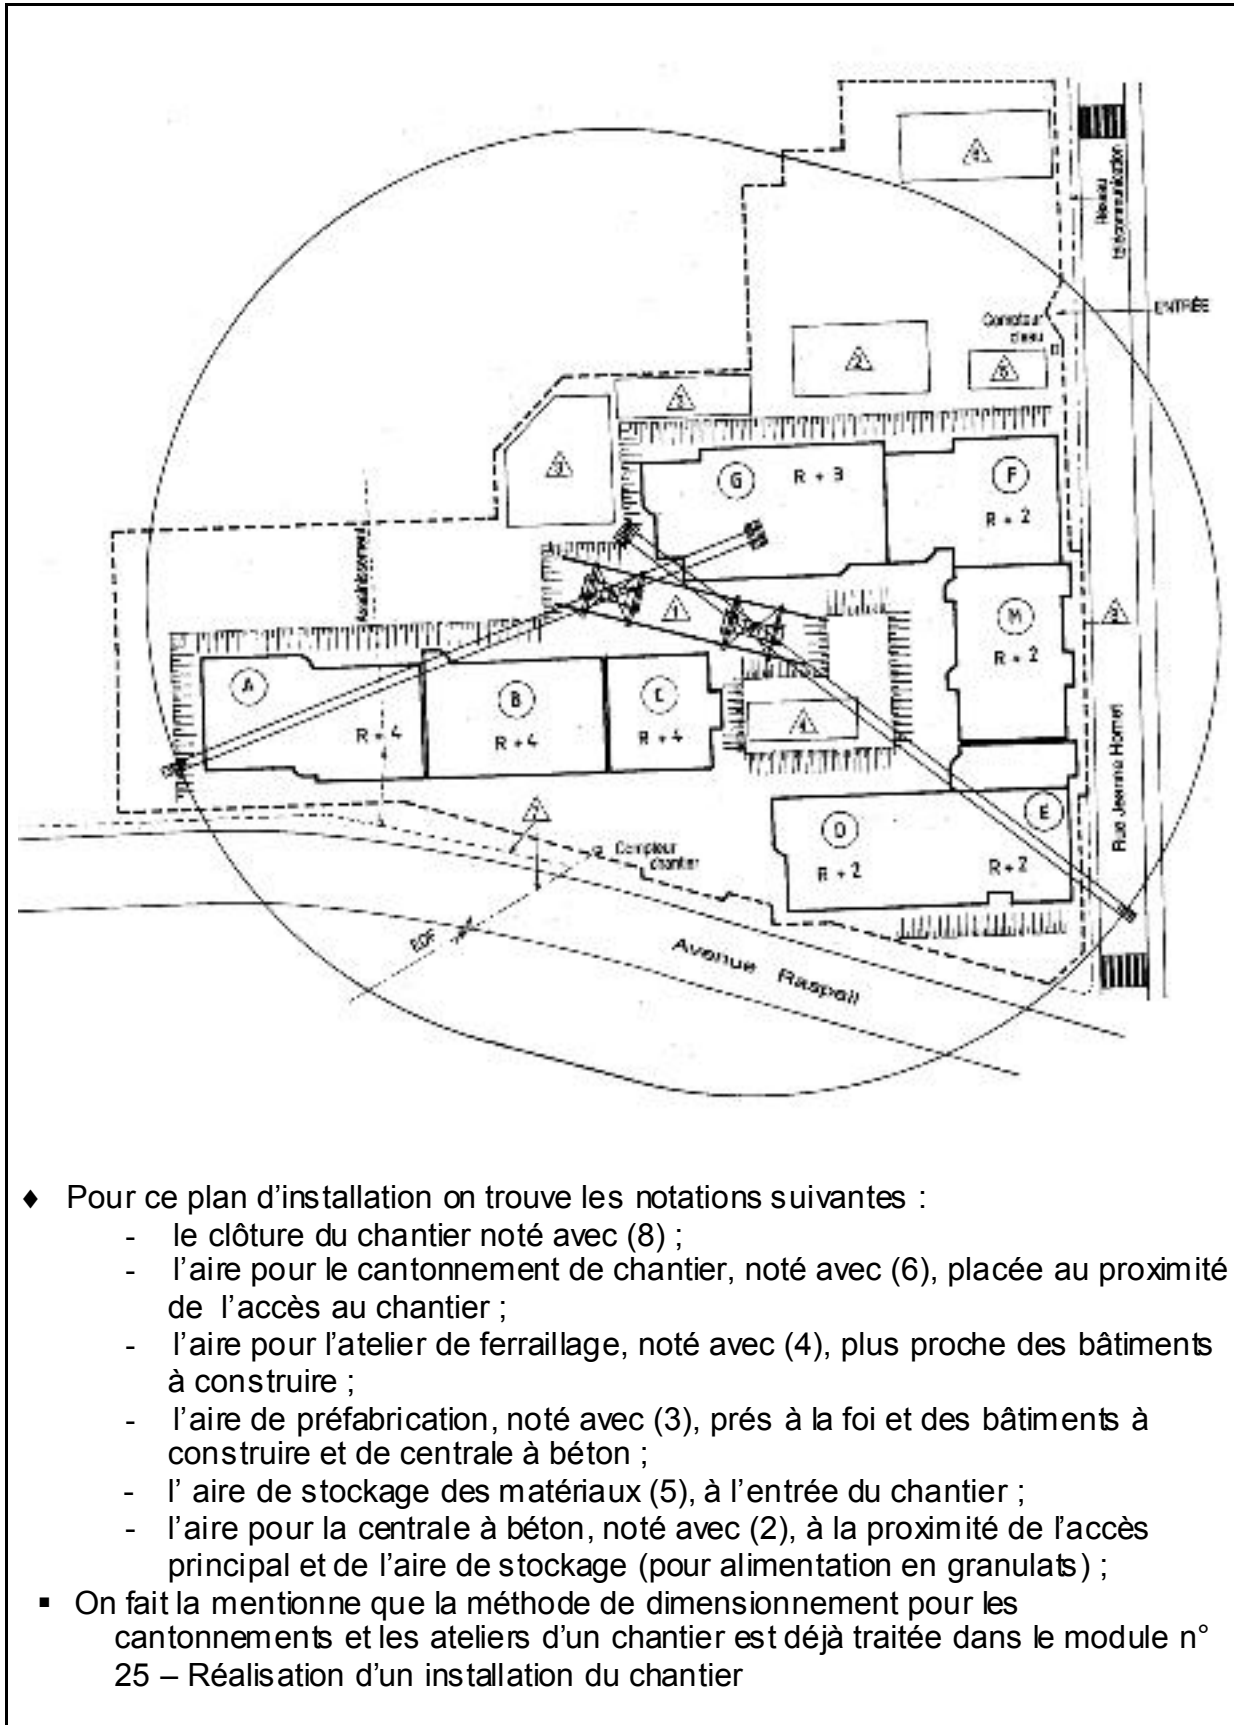 Réseau
télécommunication
ENTRÉE
Compteur
d'eau
2
3
3
G
R + 3
F
R + 2
Assainissement
1
M
R + 2
A
R + 4
B
R + 4
C
R + 4
4
Rue Jeanne Hornet
7
D
R + 2
E
R + 2
Compteur
chantier
EDF
Avenue Raspail
♦ Pour ce plan d’installation on trouve les notations suivantes :
- le clôture du chantier noté avec (8) ;
- l’aire pour le cantonnement de chantier, noté avec (6), placée au proximité
de l’accès au chantier ;
- l’aire pour l’atelier de ferraillage, noté avec (4), plus proche des bâtiments
à construire ;
- l’aire de préfabrication, noté avec (3), prés à la foi et des bâtiments à
construire et de centrale à béton ;
- l’ aire de stockage des matériaux (5), à l’entrée du chantier ;
- l’aire pour la centrale à béton, noté avec (2), à la proximité de l’accès
principal et de l’aire de stockage (pour alimentation en granulats) ;
▪ On fait la mentionne que la méthode de dimensionnement pour les
cantonnements et les ateliers d’un chantier est déjà traitée dans le module n°
25 – Réalisation d’un installation du chantier